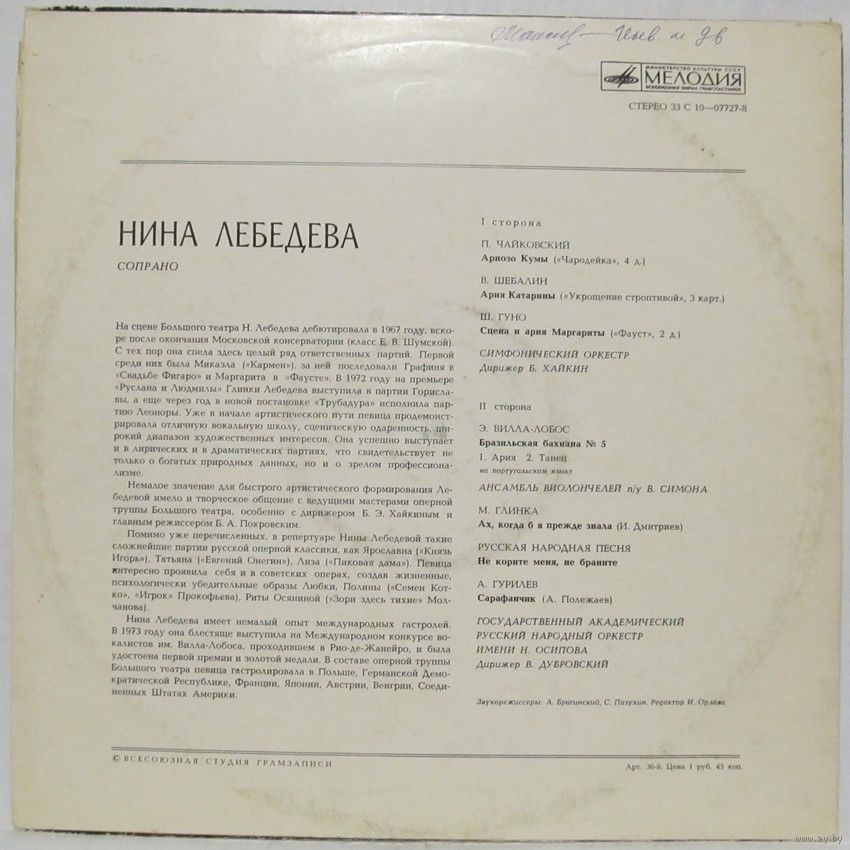 МИНИСТЕРСТВО КУЛЬТУРЫ СССР
МЕЛОДИЯ
ВСЕСОЮЗНАЯ ФИРМА ГРАМПЛАСТИНОК
СТЕРЕО 33 С 10—07727-8
НИНА ЛЕБЕДЕВА
СОПРАНО
На сцене Большого театра Н. Лебедева дебютировала в 1967 году, вско-
ре после окончания Московской консерватории (класс Е. В. Шумской).
С тех пор она спела здесь целый ряд ответственных партий. Первой
среди них была Микаэла («Кармен»), за ней последовали Графиня в
«Свадьбе Фигаро» и Маргарита в «Фаусте». В 1972 году на премьере
«Руслана и Людмилы» Глинки Лебедева выступила в партии Горисла-
вы, а еще через год в новой постановке «Трубадура» исполнила пар-
тию Леоноры. Уже в начале артистического пути певица продемонст-
рировала отличную вокальную школу, сценическую одаренность, ши-
рокий диапазон художественных интересов. Она успешно выступает
и в лирических и в драматических партиях, что свидетельствует не
только о богатых природных данных, но и о зрелом профессиона-
лизме.
Немалое значение для быстрого артистического формирования Ле-
бедевой имело и творческое общение с ведущими мастерами оперной
труппы Большого театра, особенно с дирижером Б. Э. Хайкиным и
главным режиссером Б. А. Покровским.
Помимо уже перечисленных, в репертуаре Нины Лебедевой такие
сложнейшие партии русской оперной классики, как Ярославна («Князь
Игорь»), Татьяна («Евгений Онегин»), Лиза («Пиковая дама»). Певица
интересно проявила себя и в советских операх, создав жизненные,
психологически убедительные образы Любки, Полины («Семен Кот-
ко», «Игрок» Прокофьева), Риты Осяниной («Зори здесь тихие» Мол-
чанова).
Нина Лебедева имеет немалый опыт международных гастролей.
В 1973 году она блестяще выступила на Международном конкурсе во-
калистов им. Вилла-Лобоса, проходившем в Рио-де-Жанейро, и была
удостоена первой премии и золотой медали. В составе оперной труппы
Большого театра певица гастролировала в Польше, Германской Демо-
кратической Республике, Франции, Японии, Австрии, Венгрии, Соеди-
ненных Штатах Америки.
I сторона
П. ЧАЙКОВСКИЙ
Ариозо Кумы («Чародейка», 4 д.)
В. ШЕБАЛИН
Ария Катарины («Укрощение строптивой», 3 карт.)
Ш. ГУНО
Сцена и ария Маргариты («Фауст», 2 д.)
СИМФОНИЧЕСКИЙ ОРКЕСТР
Дирижер Б. ХАЙКИН
II сторона
Э. ВИЛЛА-ЛОБОС
Бразильская бахиана № 5
1. Ария 2. Танец
на португальском языке
АНСАМБЛЬ ВИОЛОНЧЕЛЕЙ п/у В. СИМОНА
М. ГЛИНКА
Ах, когда б я прежде знала (И. Дмитриев)
РУССКАЯ НАРОДНАЯ ПЕСНЯ
Не корите меня, не браните
А. ГУРИЛЕВ
Сарафанчик (А. Полежаев)
ГОСУДАРСТВЕННЫЙ АКАДЕМИЧЕСКИЙ
РУССКИЙ НАРОДНЫЙ ОРКЕСТР
ИМЕНИ Н. ОСИПОВА
Дирижер В. ДУБРОВСКИЙ
Звукорежиссеры: А. Брагинский, С. Пазухин. Редактор И. Орлова
© ВСЕСОЮЗНАЯ СТУДИЯ ГРАМЗАПИСИ
Арт. 36-6. Цена 1 руб. 45 коп.
www.ay.by